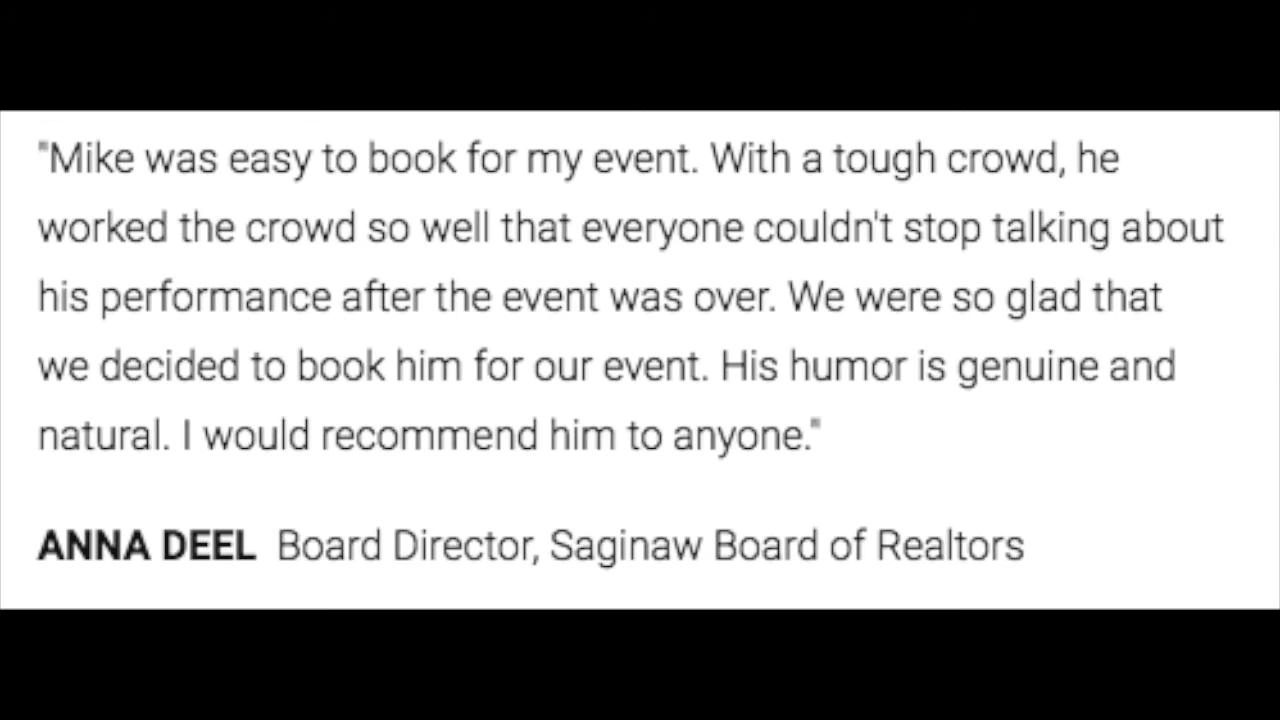 "Mike was easy to book for my event. With a tough crowd, he
worked the crowd so well that everyone couldn't stop talking about
his performance after the event was over. We were so glad that
we decided to book him for our event. His humor is genuine and
natural. I would recommend him to anyone."
ANNA DEEL Board Director, Saginaw Board of Realtors